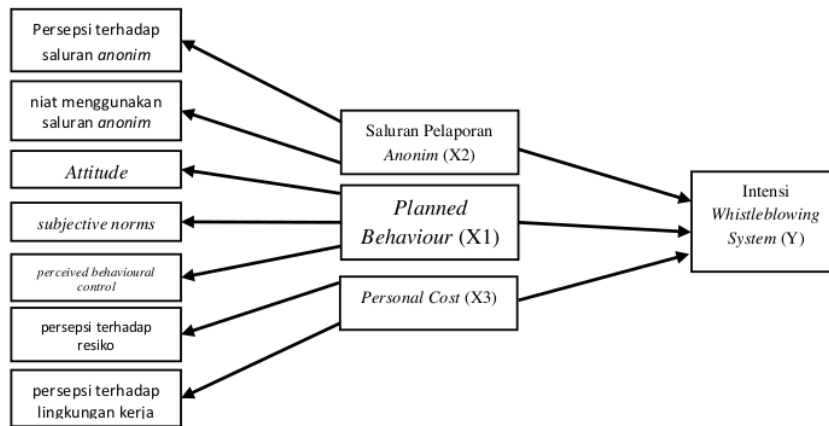 Persepsi terhadap
saluran anonim
niat menggunakan
saluran anonim
Attitude
subjective norms
perceived behavioural
control
persepsi terhadap
resiko
persepsi terhadap
lingkungan kerja
Saluran Pelaporan
Anonim (X2)
Planned
Behaviour (X1)
Personal Cost (X3)
Intensi
Whistleblowing
System (Y)